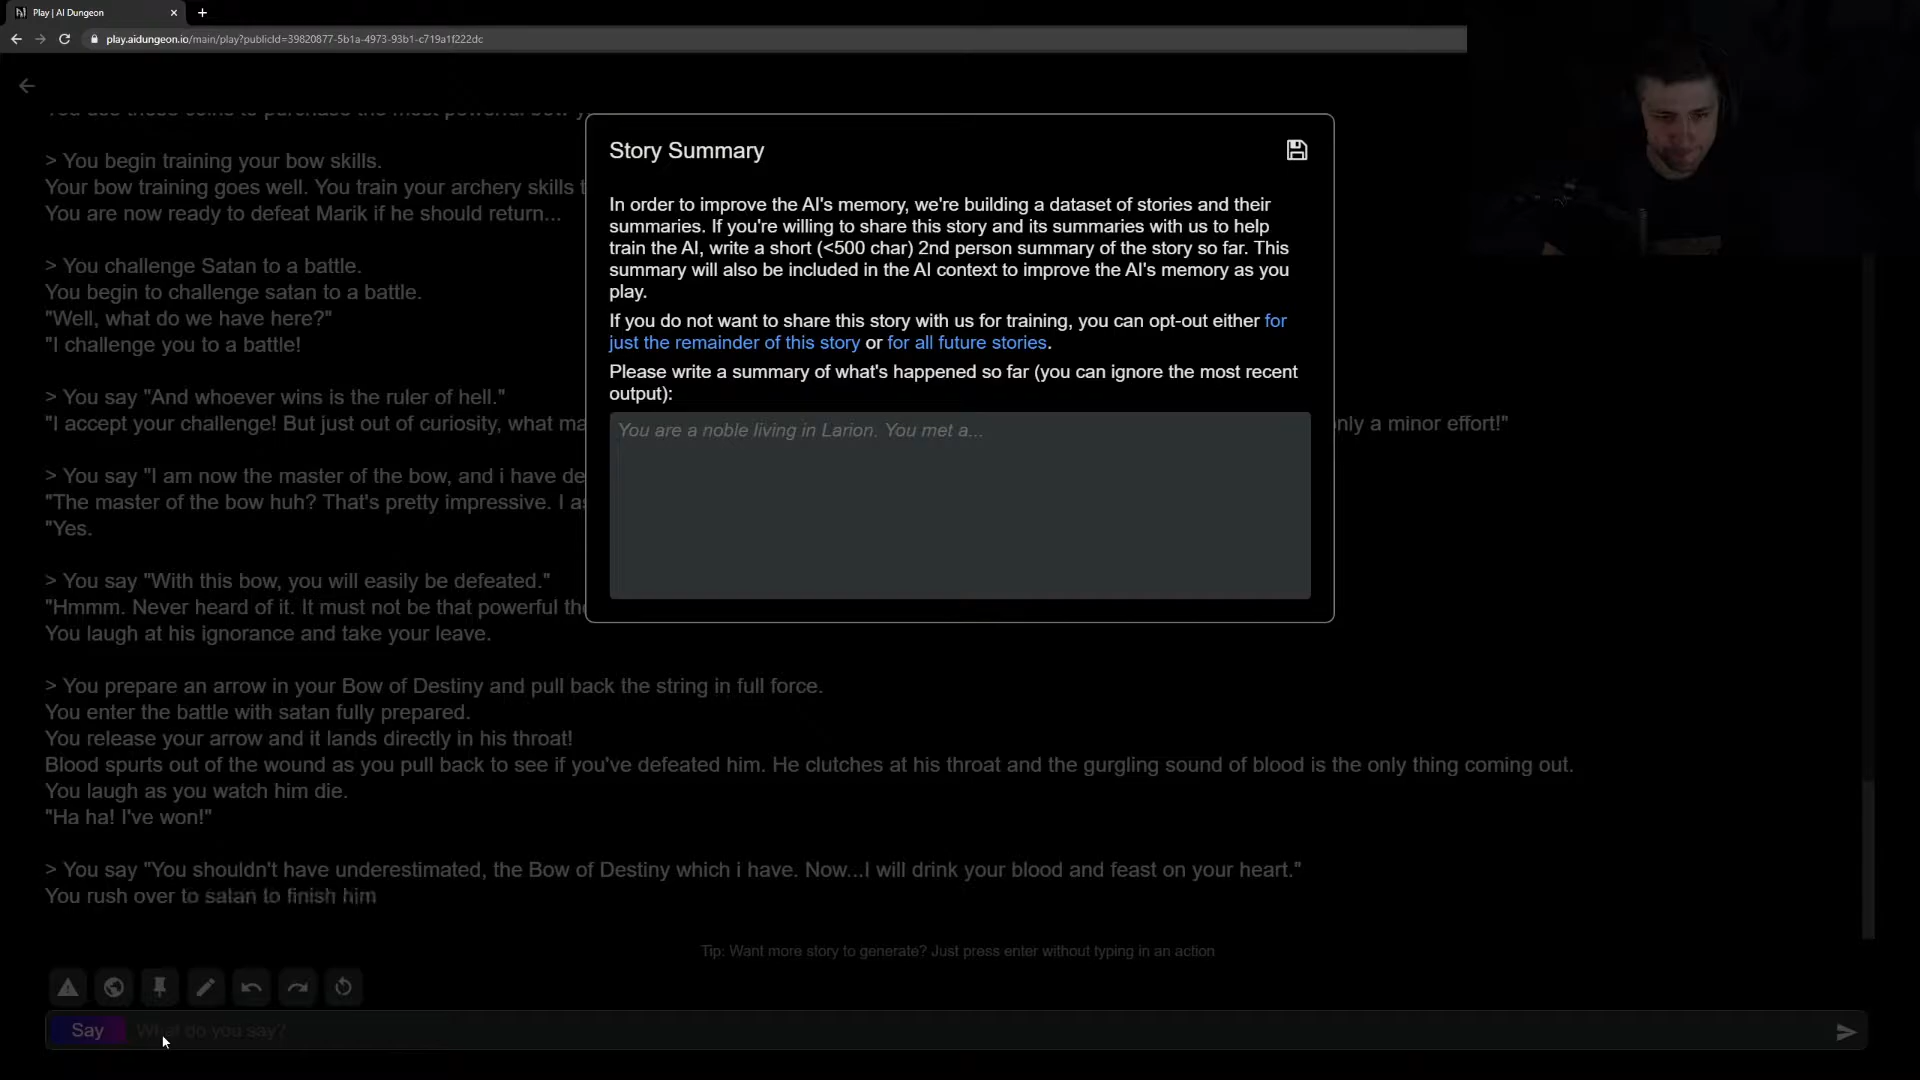 Play | AI Dungeon
play.aidungeon.io/main/play?publicId=39820877-5b1a-4973-93b1-c719a1f222dc
> You begin training your bow skills.
Your bow training goes well. You train your archery skills t
You are now ready to defeat Marik if he should return...
> You challenge Satan to a battle.
You begin to challenge satan to a battle.
"Well, what do we have here?"
"I challenge you to a battle!
> You say "And whoever wins is the ruler of hell."
"I accept your challenge! But just out of curiosity, what ma
nly a minor effort!"
> You say "I am now the master of the bow, and i have de
"The master of the bow huh? That's pretty impressive. I as
"Yes.
> You say "With this bow, you will easily be defeated."
"Hmmm. Never heard of it. It must not be that powerful the
You laugh at his ignorance and take your leave.
> You prepare an arrow in your Bow of Destiny and pull back the string in full force.
You enter the battle with satan fully prepared.
You release your arrow and it lands directly in his throat!
Blood spurts out of the wound as you pull back to see if you've defeated him. He clutches at his throat and the gurgling sound of blood is the only thing coming out.
You laugh as you watch him die.
"Ha ha! I've won!"
> You say "You shouldn't have underestimated, the Bow of Destiny which i have. Now...I will drink your blood and feast on your heart."
You rush over to satan to finish him
Story Summary
In order to improve the AI's memory, we're building a dataset of stories and their
summaries. If you're willing to share this story and its summaries with us to help
train the AI, write a short (<500 char) 2nd person summary of the story so far. This
summary will also be included in the AI context to improve the AI's memory as you
play.
If you do not want to share this story with us for training, you can opt-out either for
just the remainder of this story or for all future stories.
Please write a summary of what's happened so far (you can ignore the most recent
output):
You are a noble living in Larion. You met a...
Tip: Want more story to generate? Just press enter without typing in an action
Say
What do you say?